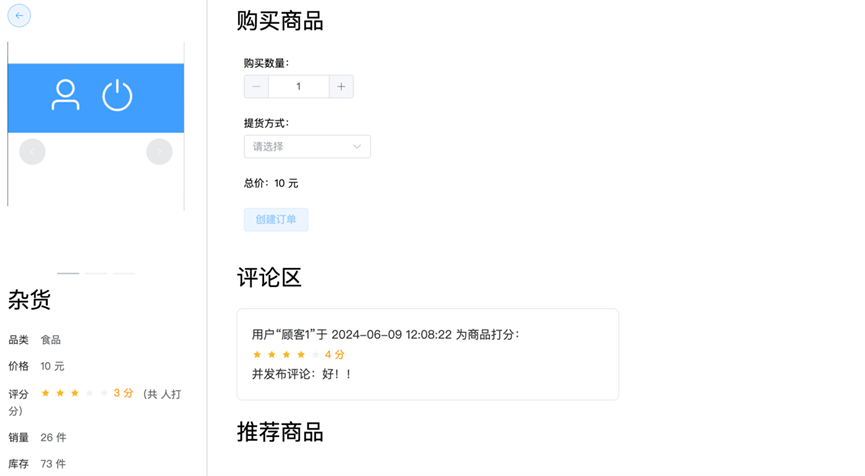 杂货
品类 食品
价格 10 元
评分 3 分 (共 人打
分)
销量 26 件
库存 73 件
购买商品
购买数量:
1
提货方式:
请选择
总价: 10 元
创建订单
评论区
用户“顾客1”于 2024-06-09 12:08:22 为商品打分:
4 分
并发布评论: 好! !
推荐商品